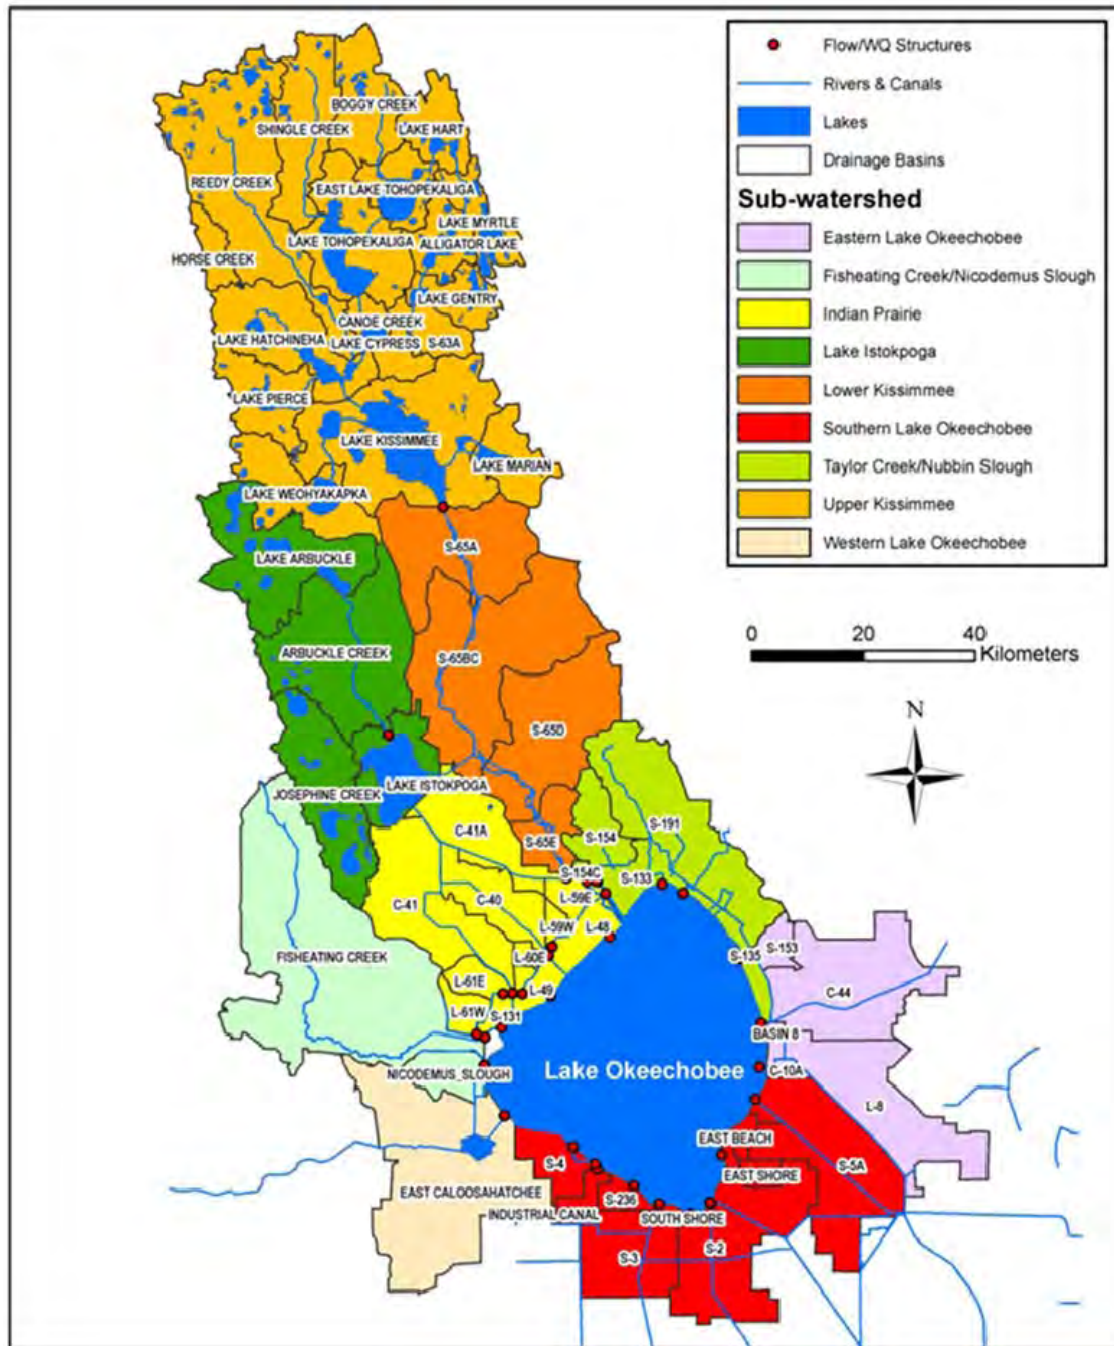 Flow/WQ Structures
Rivers & Canals
Lakes
Drainage Basins
Sub-watershed
Eastern Lake Okeechobee
Fisheating Creek/Nicodemus Slough
Indian Prairie
Lake Istokpoga
Lower Kissimmee
Southern Lake Okeechobee
Taylor Creek/Nubbin Slough
Upper Kissimmee
Western Lake Okeechobee
0 20 40
Kilometers
N
BOGGY CREEK
SHINGLE CREEK
LAKE HART
REEDY CREEK
EAST LAKE TOHOPEKALIGA
LAKE MYRTLE
LAKE TOHOPEKALIGA
ALLIGATOR LAKE
HORSE CREEK
LAKE GENTRY
CANOE CREEK
LAKE HATCHINEHA
LAKE CYPRESS
S-63A
LAKE PIERCE
LAKE KISSIMMEE
LAKE MARIAN
LAKE WEOHYAKAPKA
S-65A
LAKE ARBUCKLE
ARBUCKLE CREEK
S-65BC
S-65D
LAKE ISTOKPOGA
JOSEPHINE CREEK
C-41A
S-65E
S-154
S-191
S-154C
S-133
C-41
C-40
L-59E
L-59W
L-48
L-60E
FISHEATING CREEK
S-153
S-135
C-44
L-61E
L-49
L-61W
S-131
BASIN 8
Lake Okeechobee
C-10A
NICODEMUS_SLOUGH
L-8
EAST BEACH
S-4
EAST SHORE
S-5A
EAST CALOOSAHATCHEE
S-236
INDUSTRIAL CANAL
SOUTH SHORE
S-3
S-2